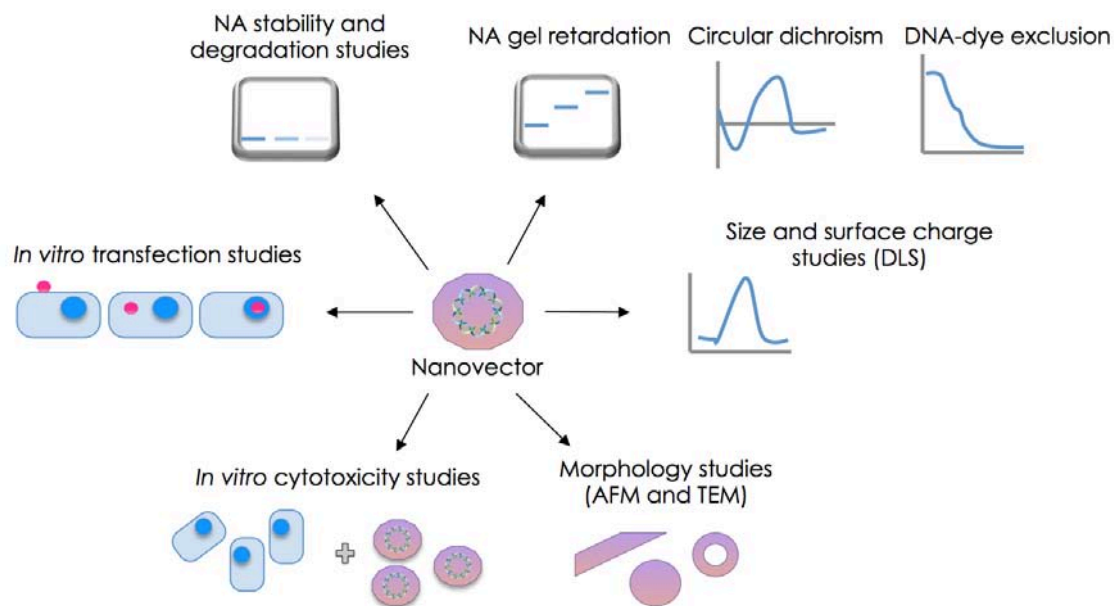 NA stability and
degradation studies
NA gel retardation
Circular dichroism
DNA-dye exclusion
In vitro transfection studies
Size and surface charge
studies (DLS)
Nanovector
In vitro cytotoxicity studies
Morphology studies
(AFM and TEM)